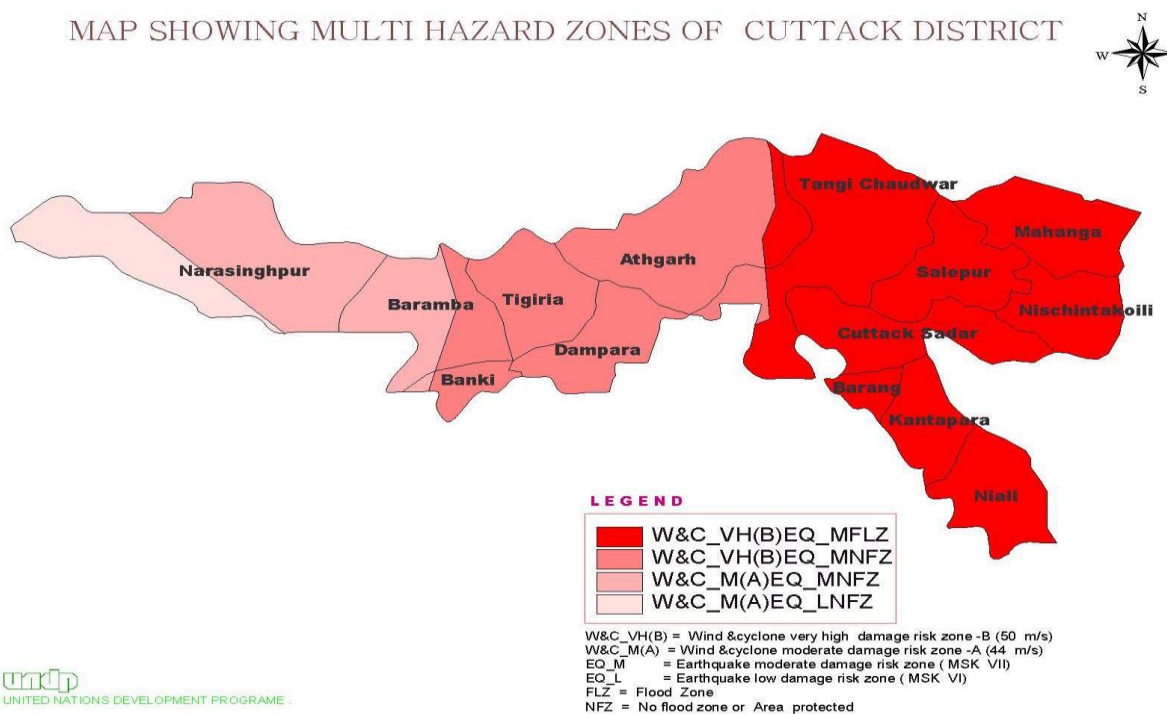 MAP SHOWING MULTI HAZARD ZONES OF CUTTACK DISTRICT
N
W
S
Tangi Chaudwar
Mahanga
Athgarh
Narasinghpur
Salepur
Baramba
Tigiria
Nischintakoili
Cuttack Sadar
Dampara
Banki
Barang
Kantapara
Niali
LEGEND
W&C_VH(B)EQ_MFLZ
W&C_VH(B)EQ_MNFZ
W&C_M(A)EQ_MNFZ
W&C_M(A)EQ_LNFZ
W&C_VH(B) = Wind &cyclone very high damage risk zone -B (50 m/s)
W&C_M(A) = Wind &cyclone moderate damage risk zone -A (44 m/s)
EQ_M = Earthquake moderate damage risk zone ( MSK VII)
EQ_L = Earthquake low damage risk zone ( MSK VI)
FLZ = Flood Zone
NFZ = No flood zone or Area protected
undp
UNITED NATIONS DEVELOPMENT PROGRAME .